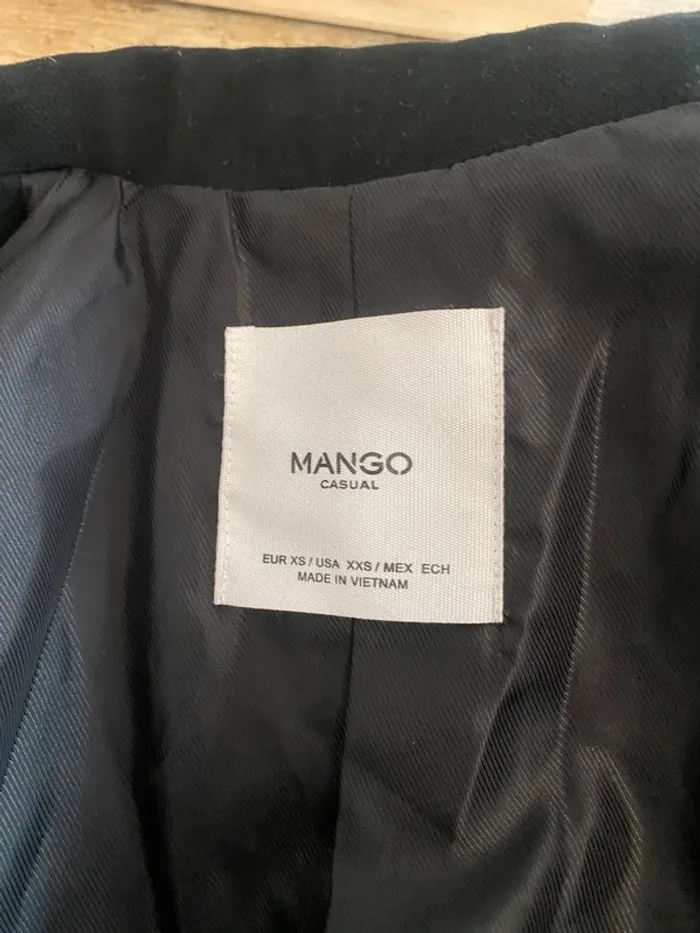 MANGO
CASUAL
EUR XS / USA XXS / MEX ECH
MADE IN VIETNAM